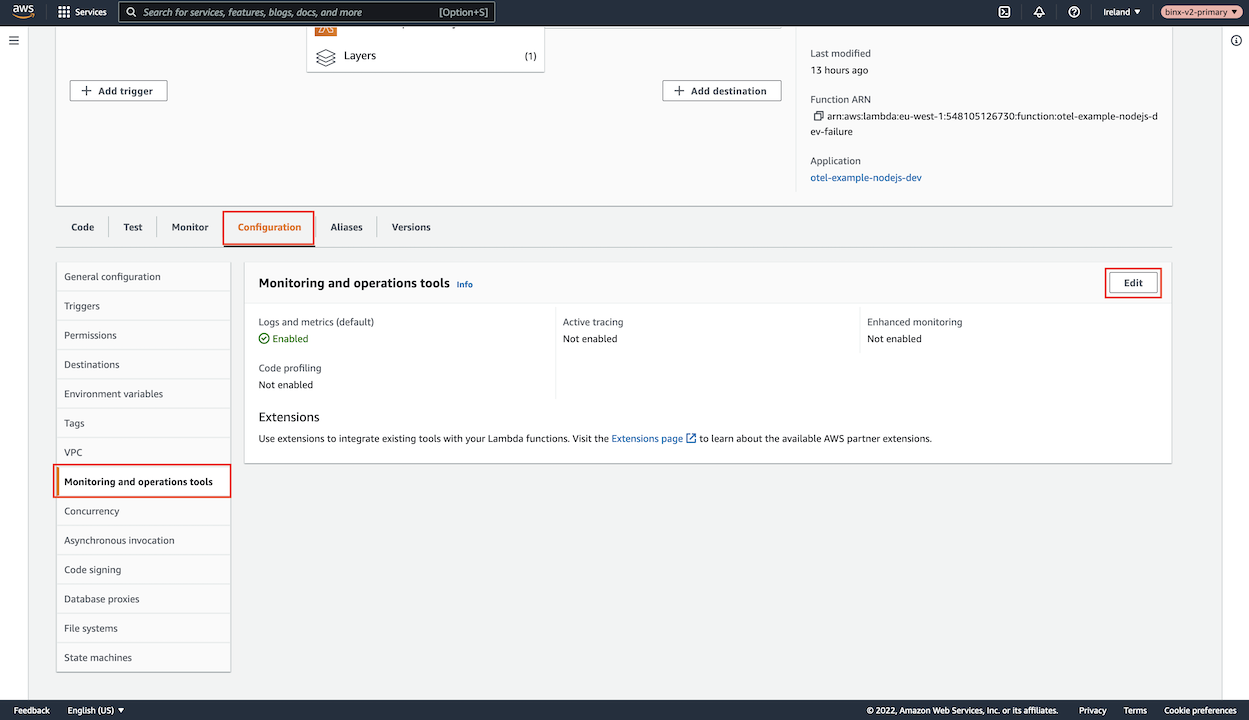 aws
Services
Search for services, features, blogs, docs, and more
[Option+S]
Ireland ▼
binx-v2-primary ▼
Layers
(1)
+ Add trigger
+ Add destination
Last modified
13 hours ago
Function ARN
arn:aws:lambda:eu-west-1:548105126730:function:otel-example-nodejs-d
ev-failure
Application
otel-example-nodejs-dev
Code
Test
Monitor
Configuration
Aliases
Versions
General configuration
Triggers
Permissions
Destinations
Environment variables
Tags
VPC
Monitoring and operations tools
Concurrency
Asynchronous invocation
Code signing
Database proxies
File systems
State machines
Monitoring and operations tools Info
Edit
Logs and metrics (default)
Enabled
Active tracing
Not enabled
Enhanced monitoring
Not enabled
Code profiling
Not enabled
Extensions
Use extensions to integrate existing tools with your Lambda functions. Visit the Extensions page to learn about the available AWS partner extensions.
Feedback
English (US) ▼
© 2022, Amazon Web Services, Inc. or its affiliates.
Privacy
Terms
Cookie preferences